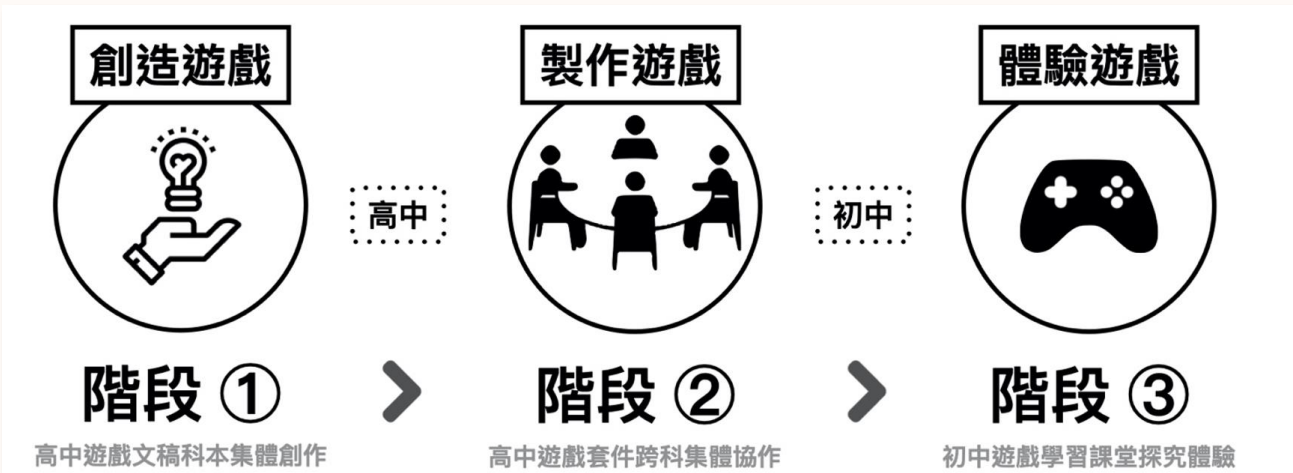 創造遊戲
製作遊戲
體驗遊戲
高中
初中
階段 ①
階段 ②
階段 ③
高中遊戲文稿科本集體創作
高中遊戲套件跨科集體協作
初中遊戲學習課堂探究體驗